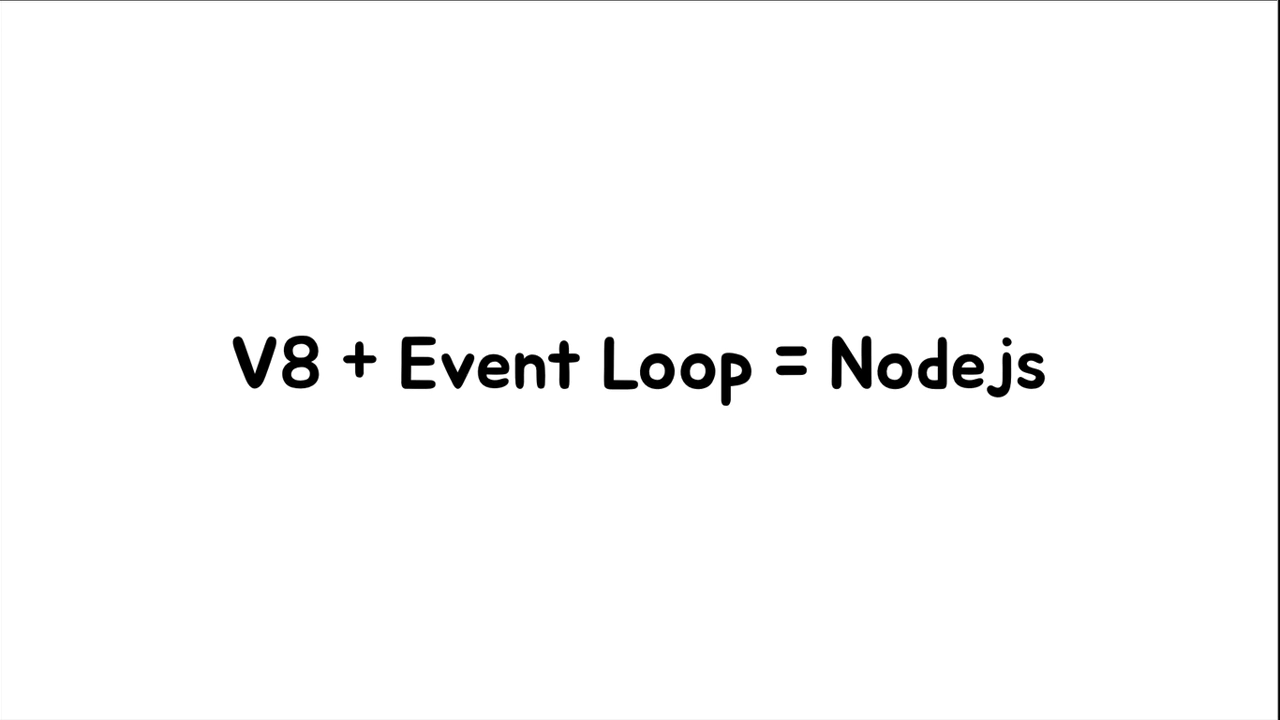 V8 + Event Loop = Nodejs